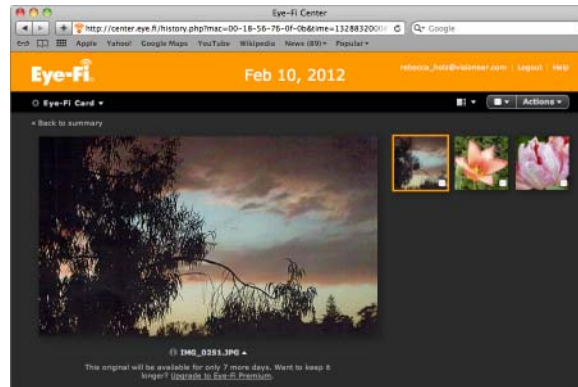 Eye-Fi Center
http://center.eye.fi/history.php?mac=00-18-56-76-0f-0b&time=13288320004
Google
Apple Yahoo! Google Maps YouTube Wikipedia News (89) Popular
Eye-Fi
Feb 10, 2012
rebecca_holz@visioneer.com | Logout | Help
Eye-Fi Card
Actions
« Back to summary
IMG_0251.JPG
This original will be available for only 7 more days. Want to keep it
longer? Upgrade to Eye-Fi Premium.